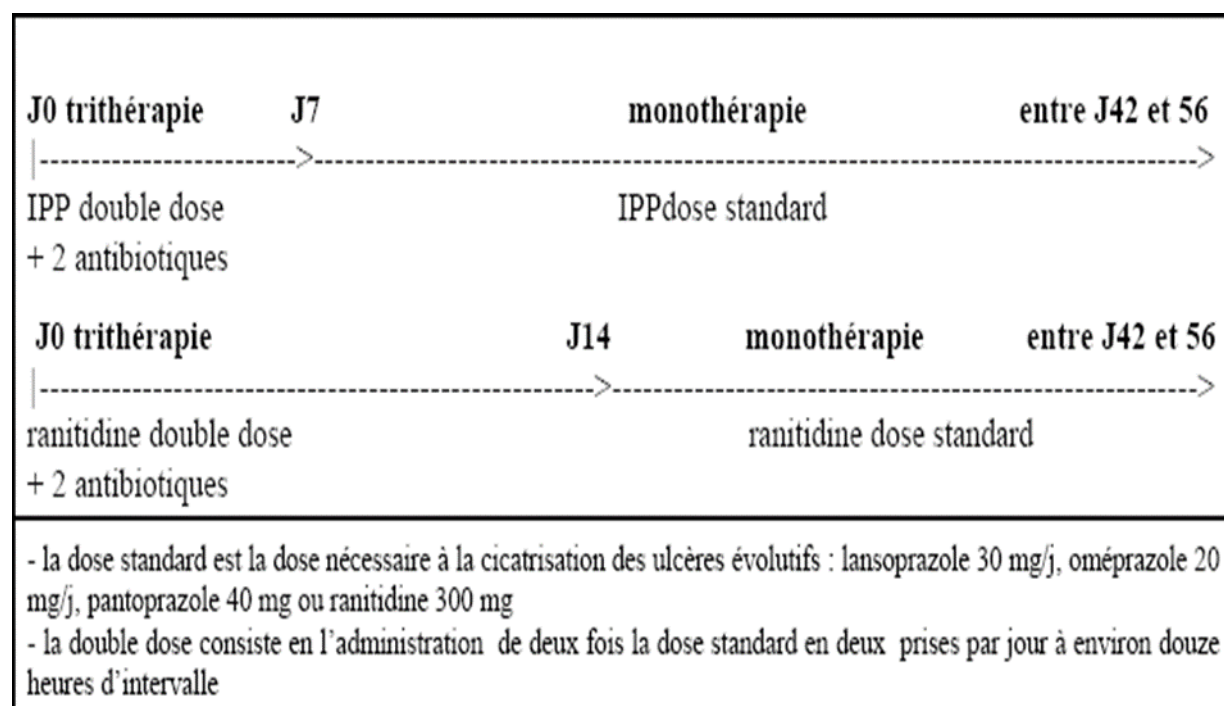 J0 trithérapie J7 monothérapie entre J42 et 56
|---------------------->------------------------------------------------------------------------>
IPP double dose IPPdose standard
+ 2 antibiotiques
J0 trithérapie J14 monothérapie entre J42 et 56
|----------------------------------------------->------------------------------------------------->
ranitidine double dose ranitidine dose standard
+ 2 antibiotiques
- la dose standard est la dose nécessaire à la cicatrisation des ulcères évolutifs : lansoprazole 30 mg/j, oméprazole 20
mg/j, pantoprazole 40 mg ou ranitidine 300 mg
- la double dose consiste en l’administration de deux fois la dose standard en deux prises par jour à environ douze
heures d’intervalle